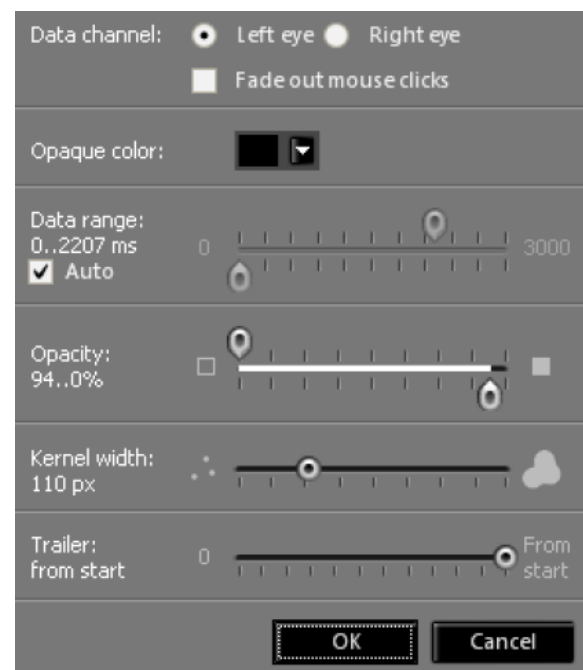 Data channel: Left eye Right eye
Fade out mouse clicks
Opaque color:
Data range:
0..2207 ms
0 3000
Auto
Opacity:
94..0%
Kernel width:
110 px
Trailer:
from start
0 From
start
OK Cancel